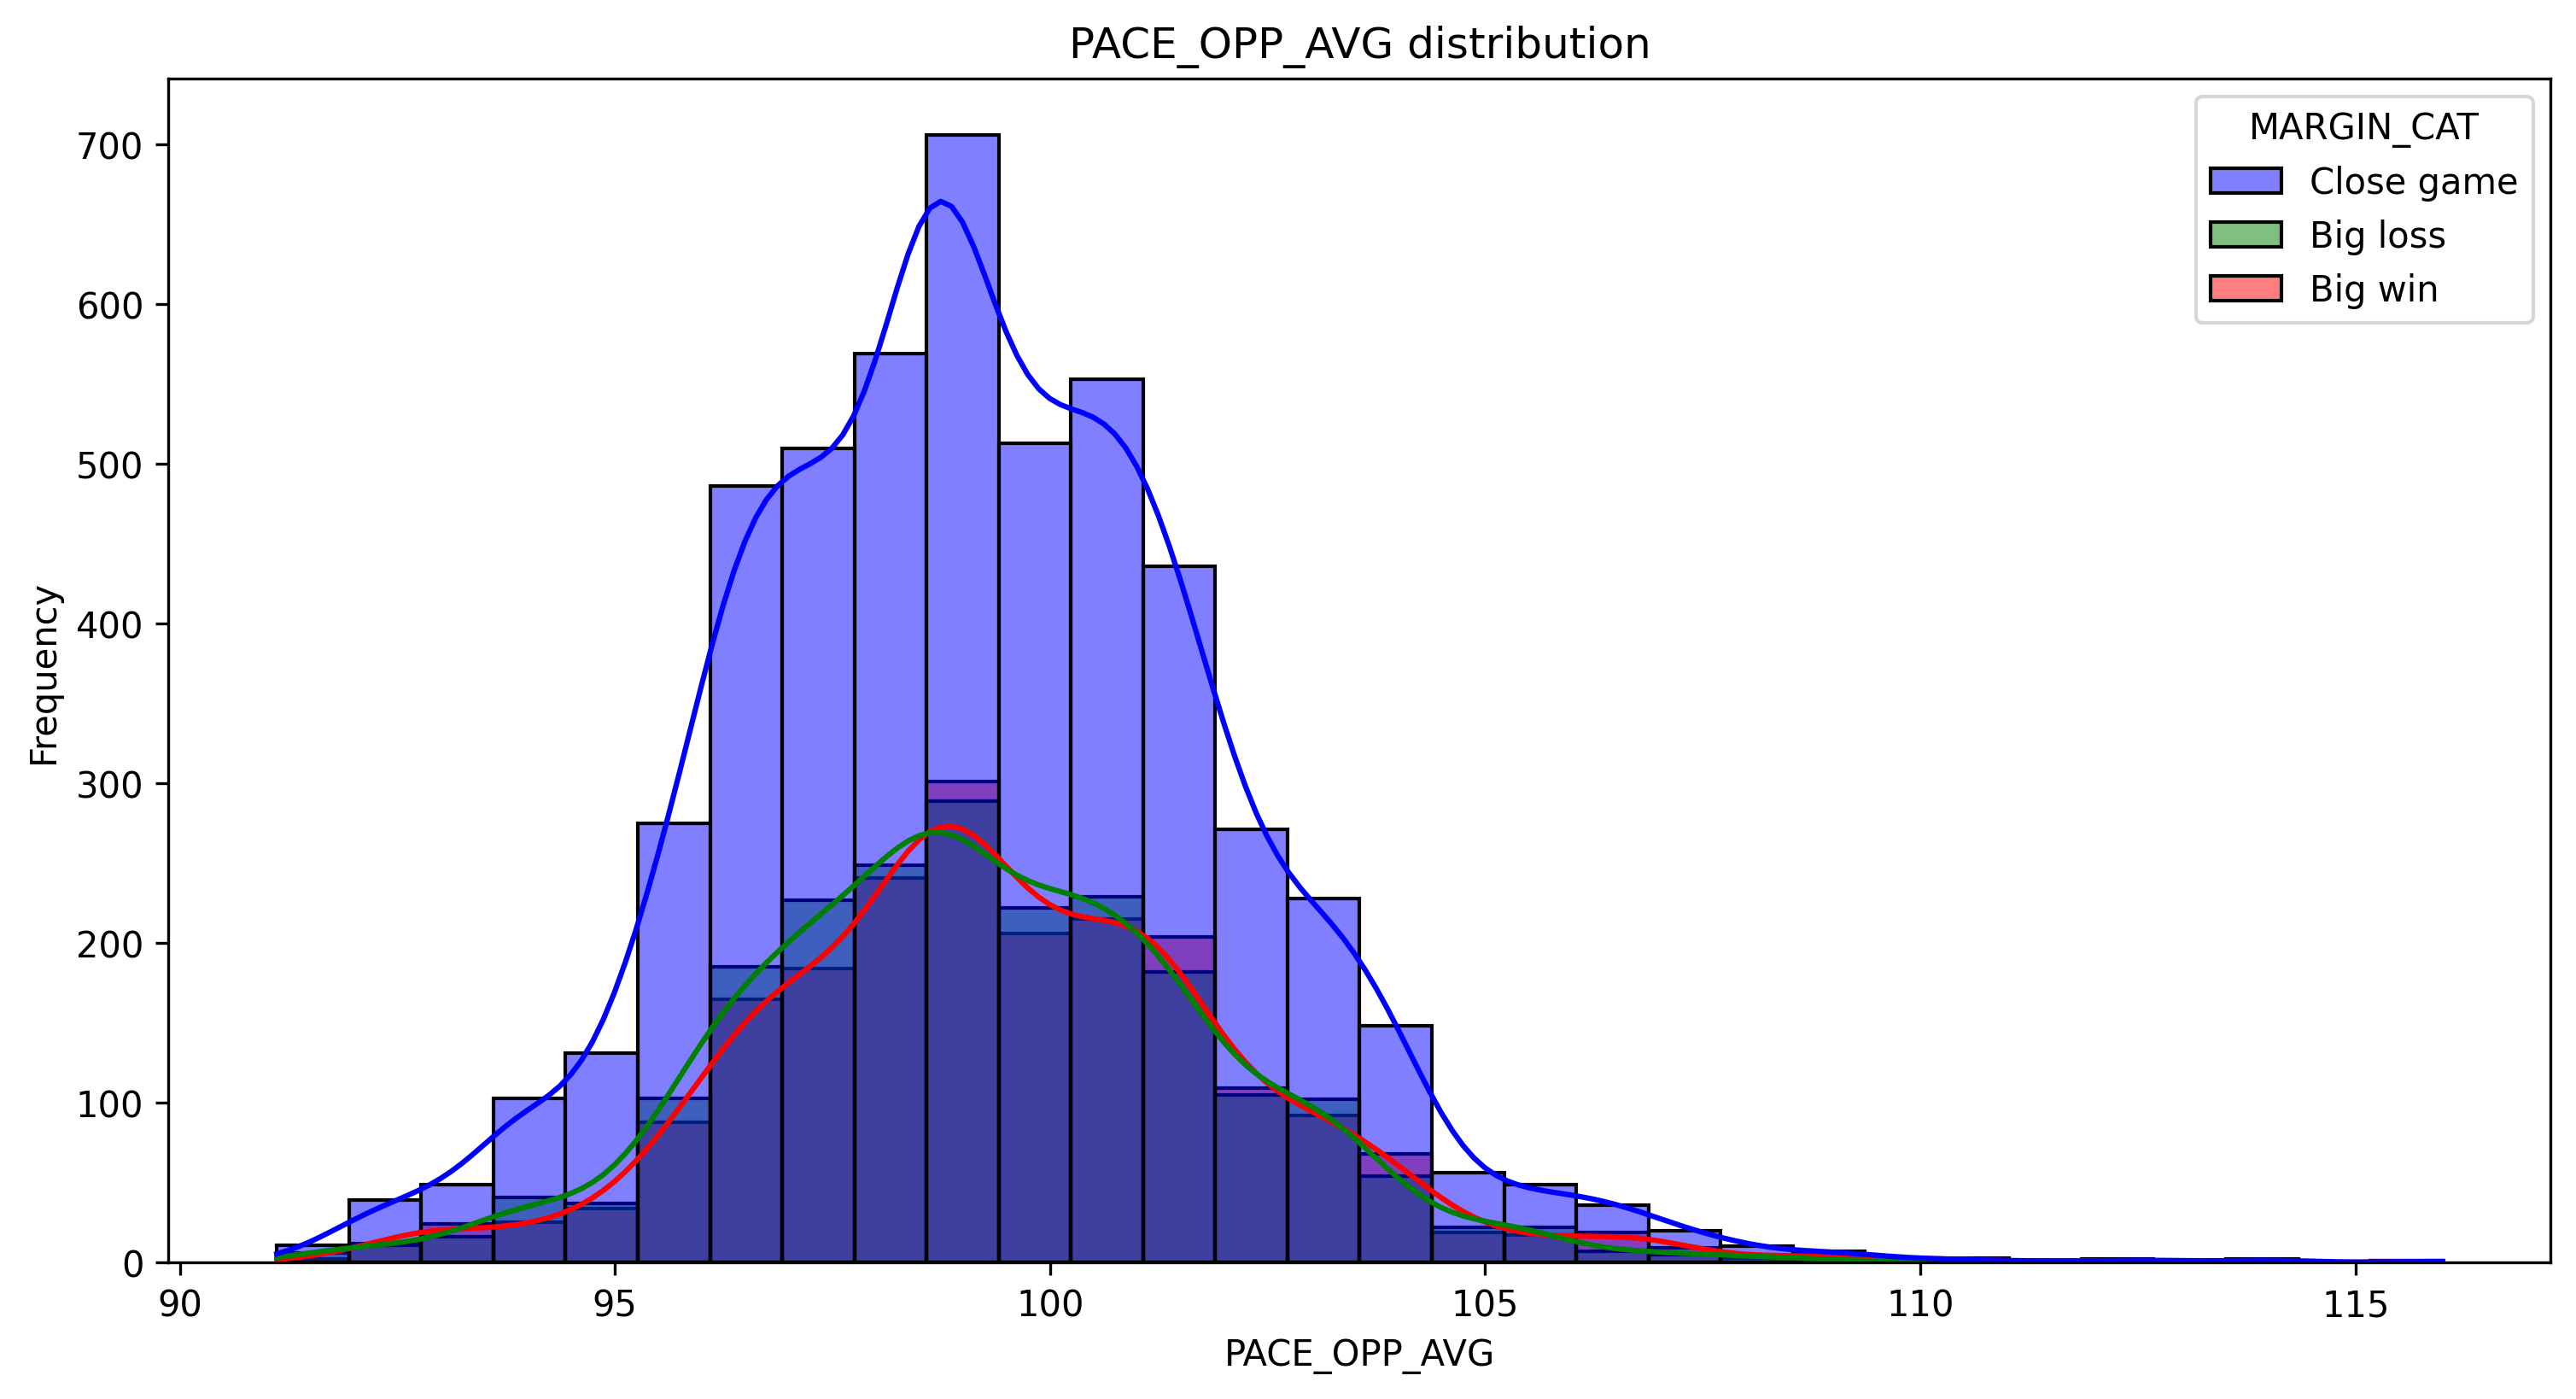 PACE_OPP_AVG distribution
MARGIN_CAT
Close game
Big loss
Big win
Frequency
700
600
500
400
300
200
100
0
90 95 100 105 110 115
PACE_OPP_AVG